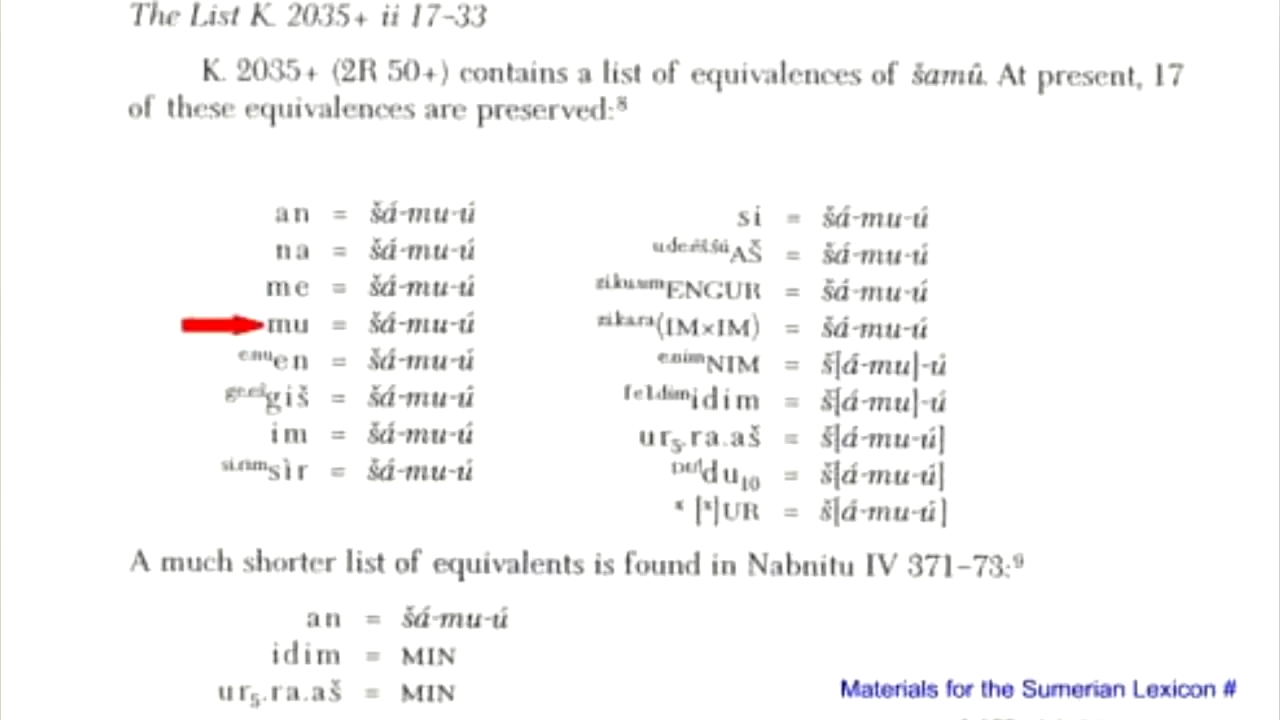 The List K. 2035+ ii 17–33
K. 2035+ (2R 50+) contains a list of equivalences of šamû. At present, 17
of these equivalences are preserved:⁸
an = šá-mu-ú
na = šá-mu-ú
me = šá-mu-ú
mu = šá-mu-ú
en = šá-mu-ú
giš = šá-mu-ú
im = šá-mu-ú
sìr = šá-mu-ú
si = šá-mu-ú
AŠ = šá-mu-ú
ENGUR = šá-mu-ú
zikara(IM×IM) = šá-mu-ú
enimNIM = š[á-mu]-ú
idim = š[á-mu]-ú
ur₅.ra.aš = š[á-mu-ú]
du₁₀ = š[á-mu-ú]
UR = š[á-mu-ú]
A much shorter list of equivalents is found in Nabnitu IV 371–73:⁹
an = šá-mu-ú
idim = MIN
ur₅.ra.aš = MIN
Materials for the Sumerian Lexicon #